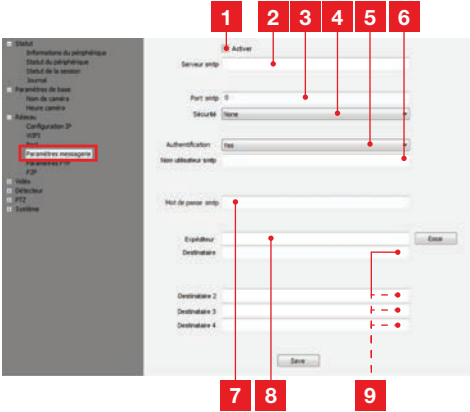 1 2 3 4 5 6
Statut
Informations du périphérique
Statut du périphérique
Statut de la session
Journal
Paramètres de base
Nom de caméra
Heure caméra
Réseau
Configuration IP
WIFI
Port
Paramètres messagerie
Paramètres FTP
P2P
Vidéo
Détecteur
PTZ
Système
Activer
Serveur smtp
Port smtp 0
Sécurité None
Authentification Yes
Nom utilisateur smtp
Mot de passe smtp
Expéditeur Essai
Destinataire
Destinataire 2
Destinataire 3
Destinataire 4
Save
7 8 9